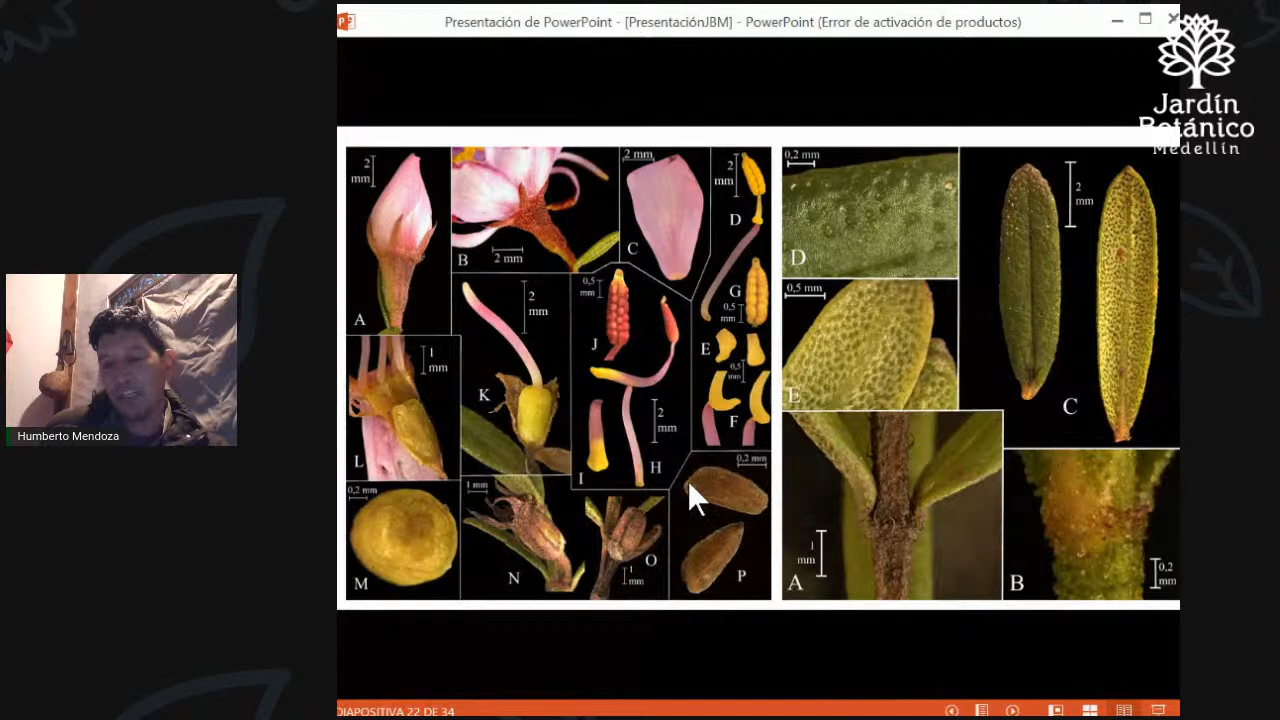 Presentación de PowerPoint - [PresentaciónJBM] - PowerPoint (Error de activación de productos)
Jardín
Botánico
Medellín
2
mm
A
B
2 mm
2 mm
C
2
mm
D
G
0,5
mm
E
0,5
mm
F
0,5
mm
J
2
mm
H
I
2
mm
K
1
mm
L
0,2 mm
M
1 mm
N
O
1
mm
0,2 mm
P
0,2 mm
D
0,5 mm
E
2
mm
C
1
mm
A
B
0,2
mm
Humberto Mendoza
DIAPOSITIVA 22 DE 34